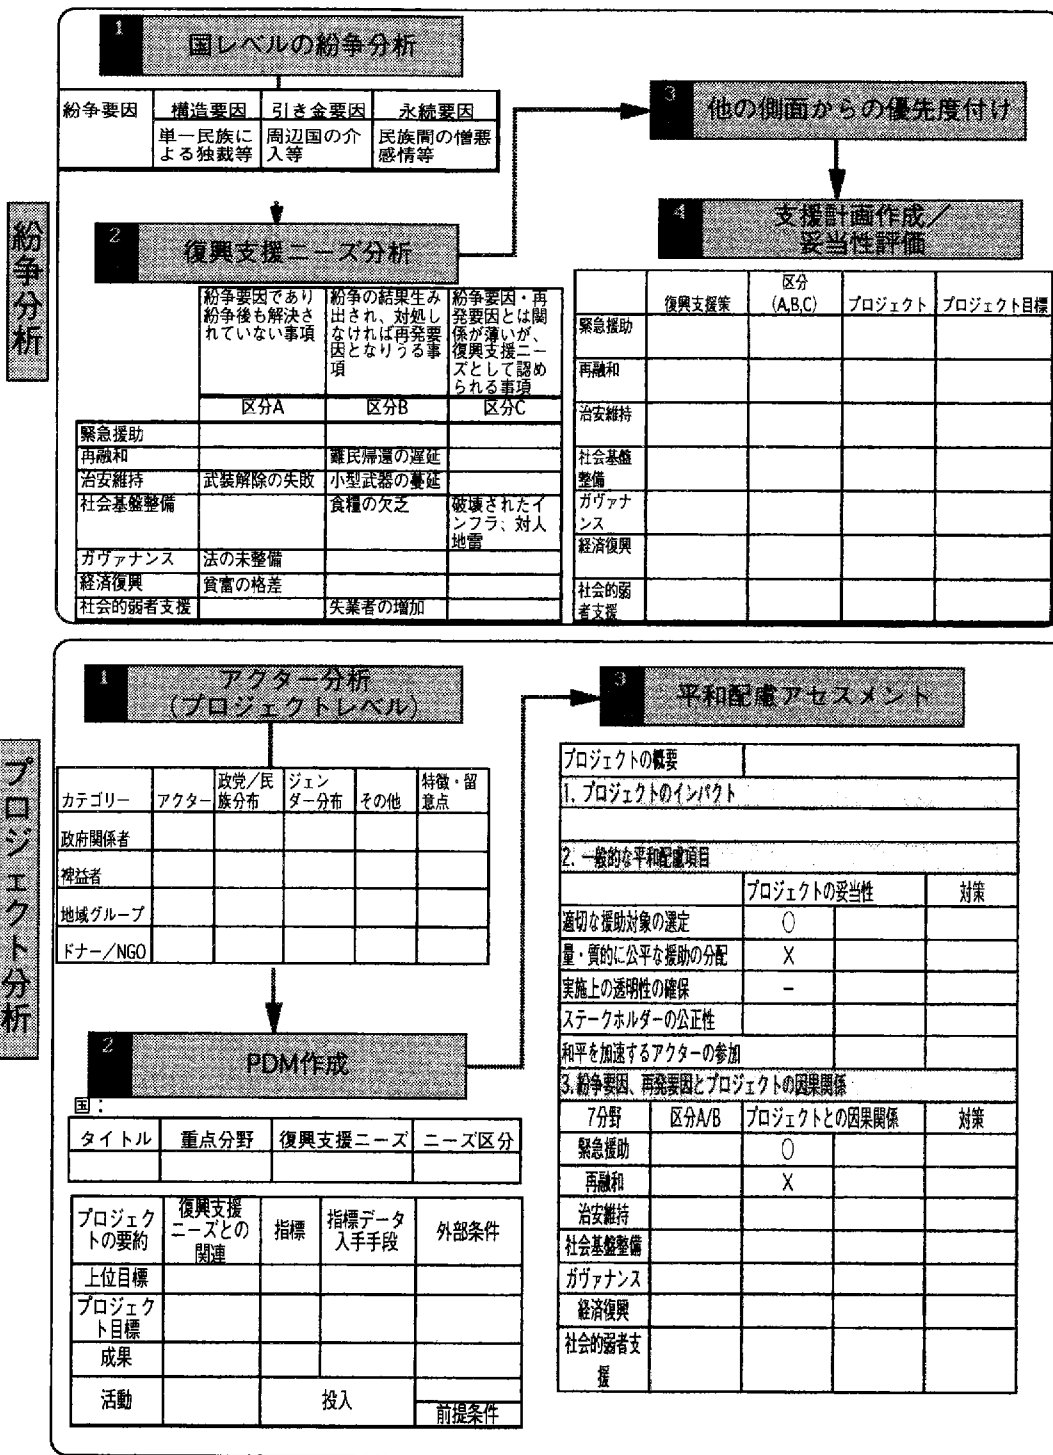 紛争分析
1
国レベルの紛争分析
紛争要因 構造要因 引き金要因 永続要因
単一民族に 周辺国の介 民族間の憎悪
よる独裁等 入等 感情等
2
復興支援ニーズ分析
紛争要因であり 紛争の結果生み 紛争要因・再
紛争後も解決さ 出され、対処し 発要因とは関
れていない事項 なければ再発要 係が薄いが、
因となりうる事 復興支援ニー
項 ズとして認め
られる事項
区分A 区分B 区分C
緊急援助
再融和 難民帰還の遅延
治安維持 武装解除の失敗 小型武器の蔓延
社会基盤整備 食糧の欠乏 破壊されたイ
ンフラ、対人
地雷
ガヴァナンス 法の未整備
経済復興 貧富の格差
社会的弱者支援 失業者の増加
3
他の側面からの優先度付け
4
支援計画作成／
妥当性評価
復興支援策 区分 プロジェクト プロジェクト目標
(A,B,C)
緊急援助
再融和
治安維持
社会基盤
整備
ガヴァナ
ンス
経済復興
社会的弱
者支援
プロジェクト分析
1
アクター分析
(プロジェクトレベル)
カテゴリー アクター 政党／民 ジェン その他 特徴・留
族分布 ダー分布 意点
政府関係者
裨益者
地域グループ
ドナー／NGO
2
PDM作成
国：
タイトル 重点分野 復興支援ニーズ ニーズ区分
プロジェク 復興支援 指標 指標データ 外部条件
トの要約 ニーズとの 入手手段
関連
上位目標
プロジェク
ト目標
成果
活動 投入
前提条件
3
平和配慮アセスメント
プロジェクトの概要
1. プロジェクトのインパクト
2. 一般的な平和配慮項目
プロジェクトの妥当性 対策
適切な援助対象の選定 ○
量・質的に公平な援助の分配 X
実施上の透明性の確保 −
ステークホルダーの公正性
和平を加速するアクターの参加
3. 紛争要因、再発要因とプロジェクトの因果関係
7分野 区分A/B プロジェクトとの因果関係 対策
緊急援助 ○
再融和 X
治安維持
社会基盤整備
ガヴァナンス
経済復興
社会的弱者支
援